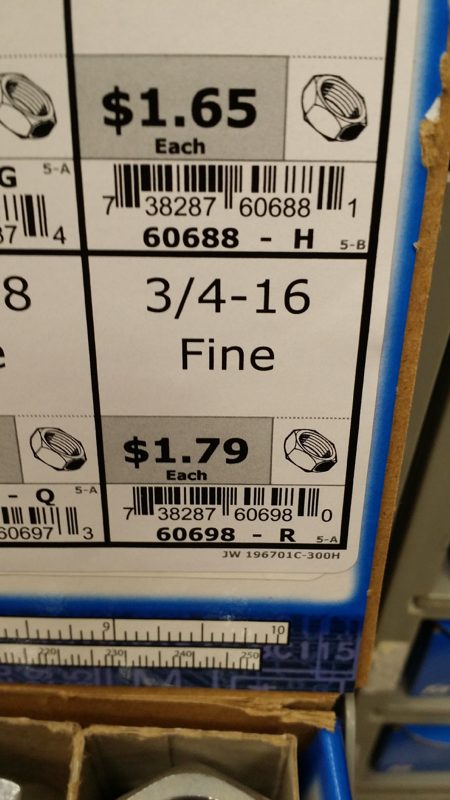 $1.65
Each
G 5-A
7 38287 60688 1
87 4
60688 - H 5-B
8
3/4-16
e
Fine
$1.79
Each
- Q 5-A
7 38287 60698 0
60697 3
60698 - R 5-A
JW 196701C-300H
9 10
220 230 240 250